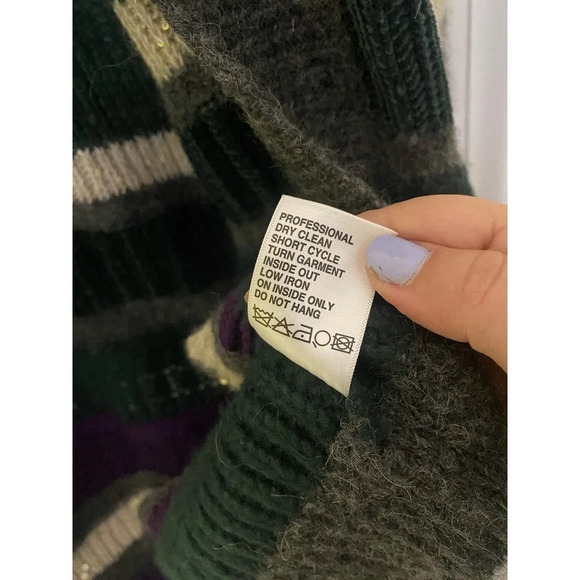 PROFESSIONAL
DRY CLEAN
SHORT CYCLE
TURN GARMENT
INSIDE OUT
LOW IRON
ON INSIDE ONLY
DO NOT HANG
P